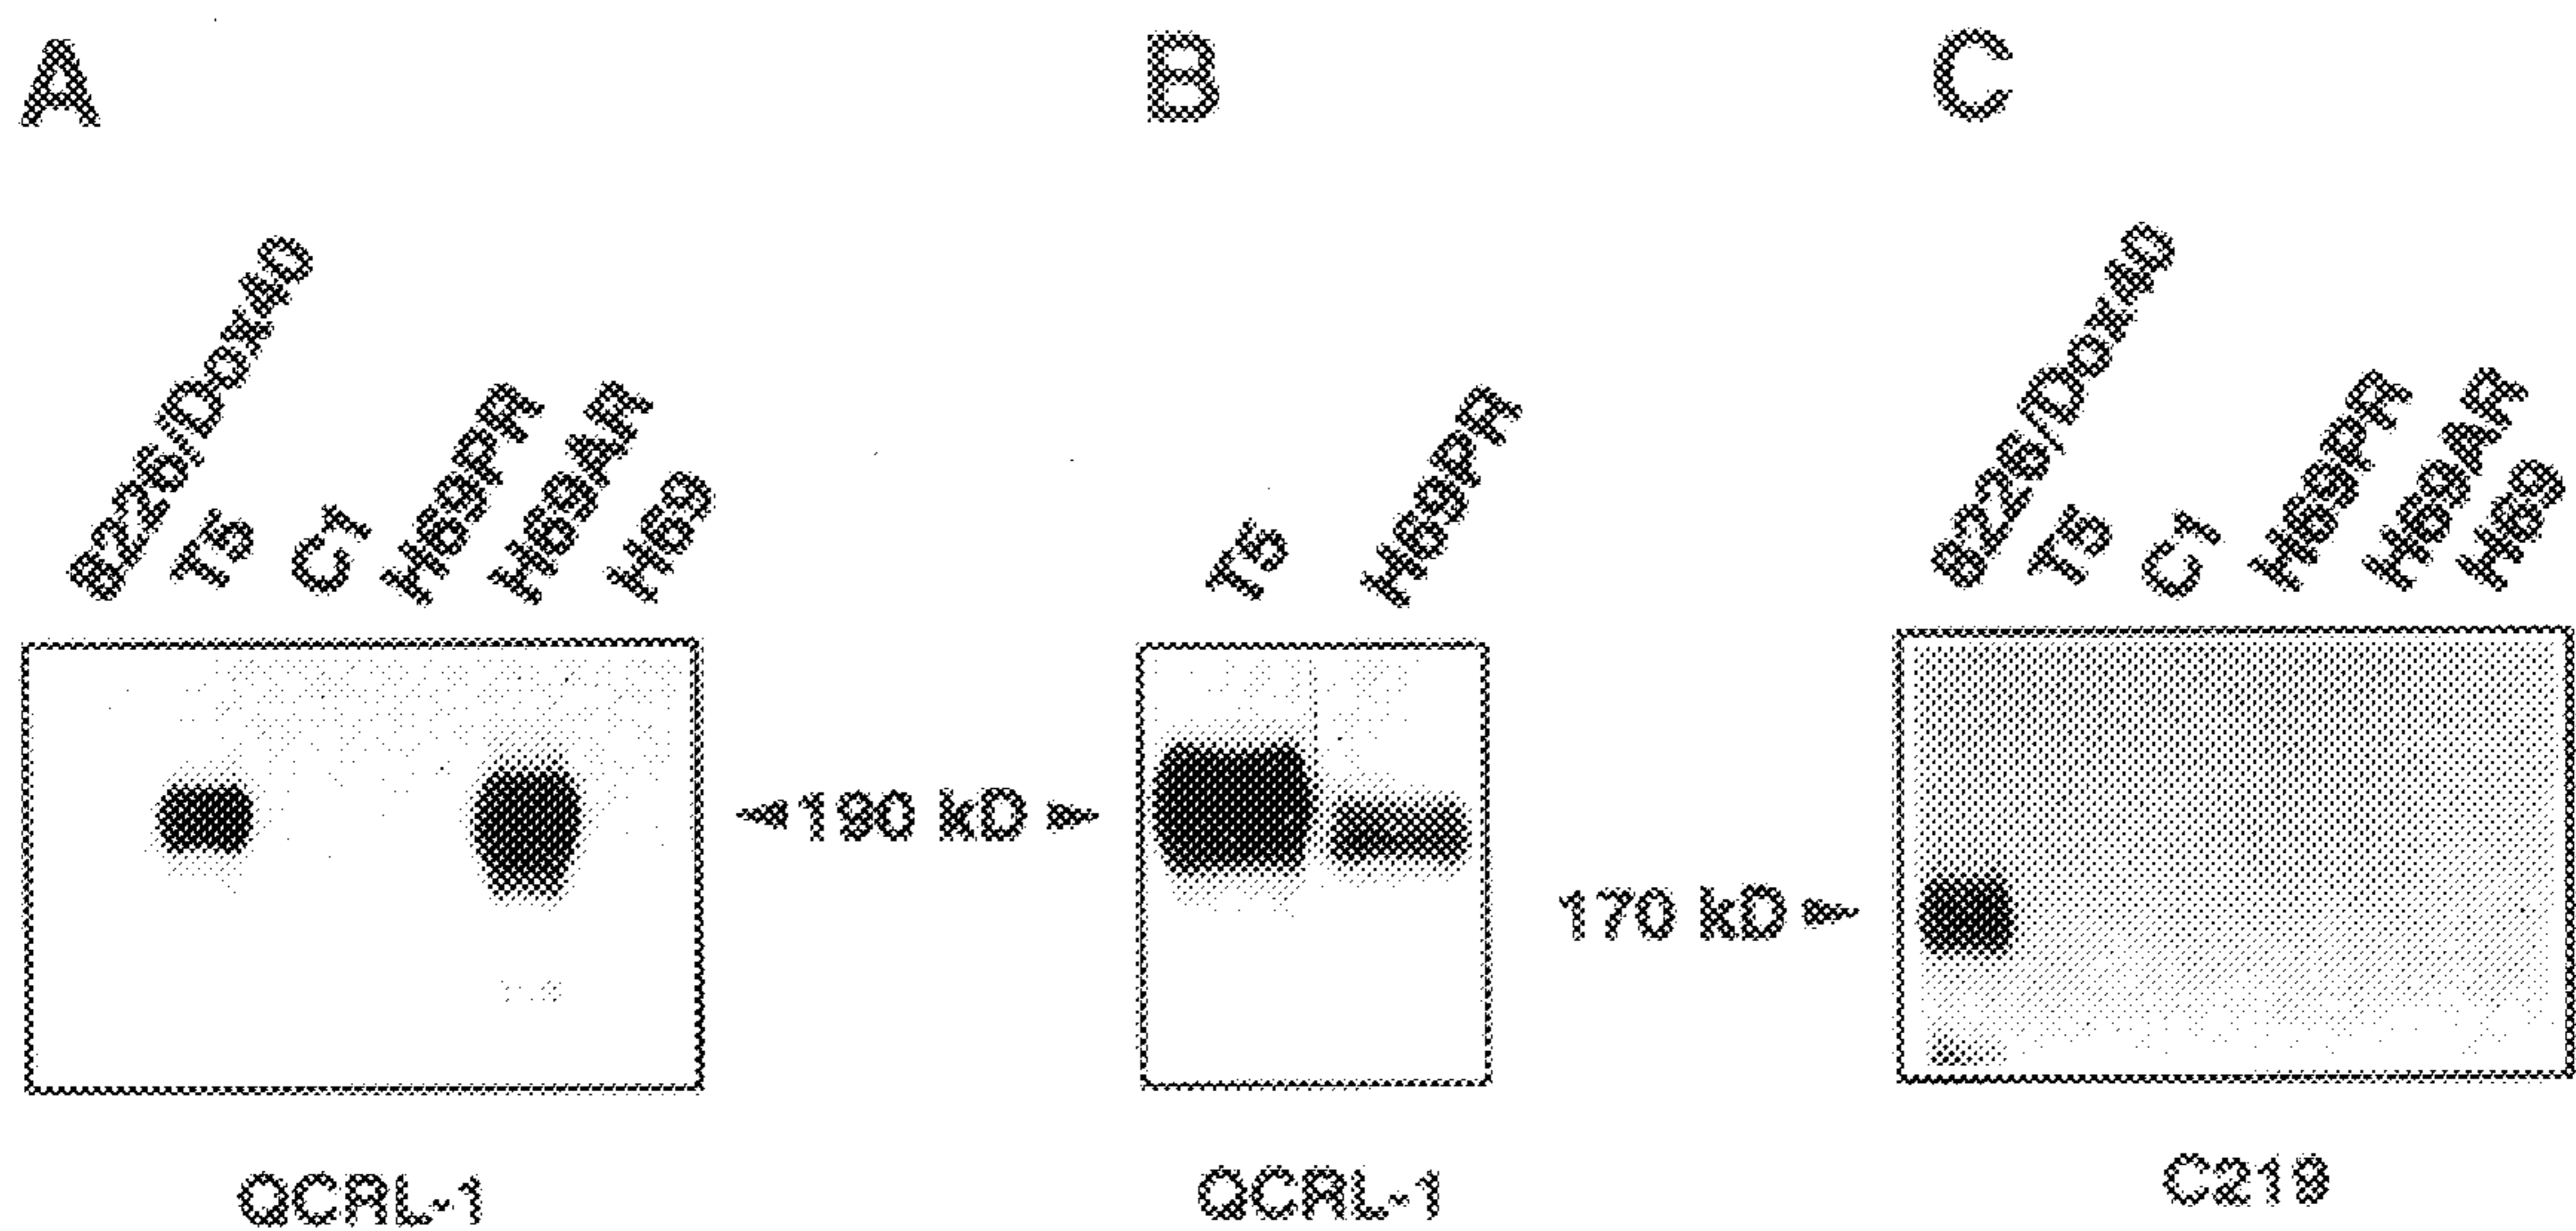 A
B
C
8226/Dox40
T5
C1
H69PR
H69AR
H69
T5
H69PR
8226/Dox40
T5
C1
H69PR
H69AR
H69
190 kD
170 kD
QCRL-1
QCRL-1
C219